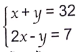 x + y = 32
2x - y = 7